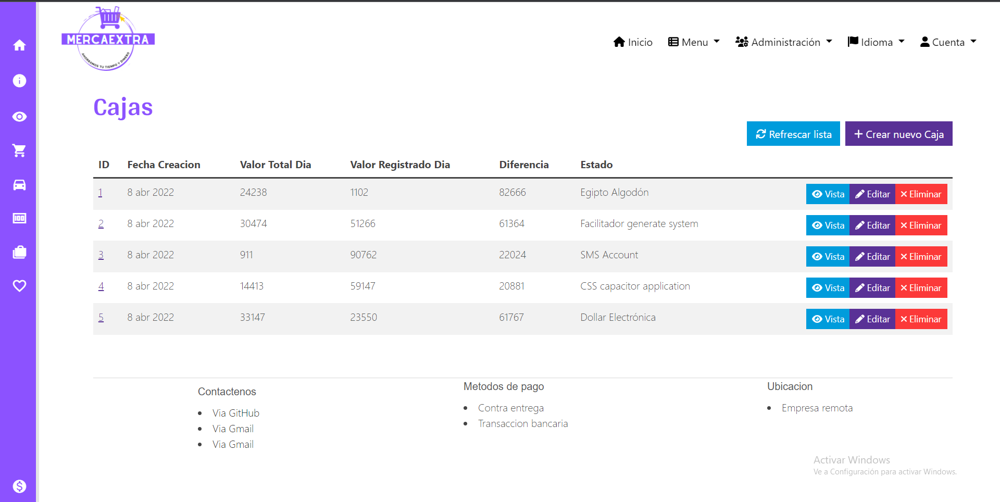 MERCAEXTRA
AHORRAMOS TU TIEMPO Y DINERO
Inicio Menu Administración Idioma Cuenta
Cajas
Refrescar lista Crear nuevo Caja
ID Fecha Creacion Valor Total Dia Valor Registrado Dia Diferencia Estado
1 8 abr 2022 24238 1102 82666 Egipto Algodón Vista Editar Eliminar
2 8 abr 2022 30474 51266 61364 Facilitador generate system Vista Editar Eliminar
3 8 abr 2022 911 90762 22024 SMS Account Vista Editar Eliminar
4 8 abr 2022 14413 59147 20881 CSS capacitor application Vista Editar Eliminar
5 8 abr 2022 33147 23550 61767 Dollar Electrónica Vista Editar Eliminar
Contactenos
• Via GitHub
• Via Gmail
• Via Gmail
Metodos de pago
• Contra entrega
• Transaccion bancaria
Ubicacion
• Empresa remota
Activar Windows
Ve a Configuración para activar Windows.